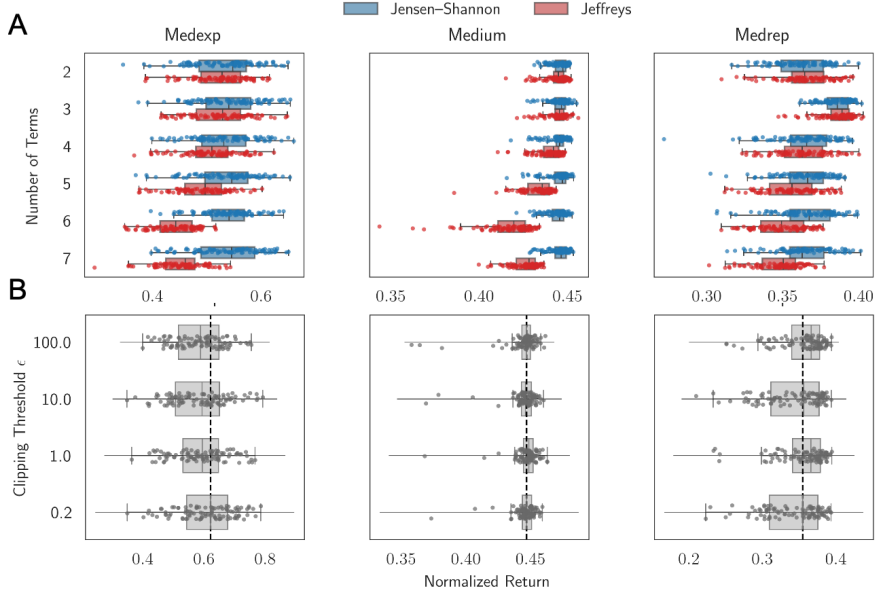 Jensen–Shannon Jeffreys
A
Medexp Medium Medrep
Number of Terms
2
3
4
5
6
7
0.4 0.6 0.35 0.40 0.45 0.30 0.35 0.40
B
Clipping Threshold ϵ
100.0
10.0
1.0
0.2
0.4 0.6 0.8 0.35 0.40 0.45 0.2 0.3 0.4
Normalized Return